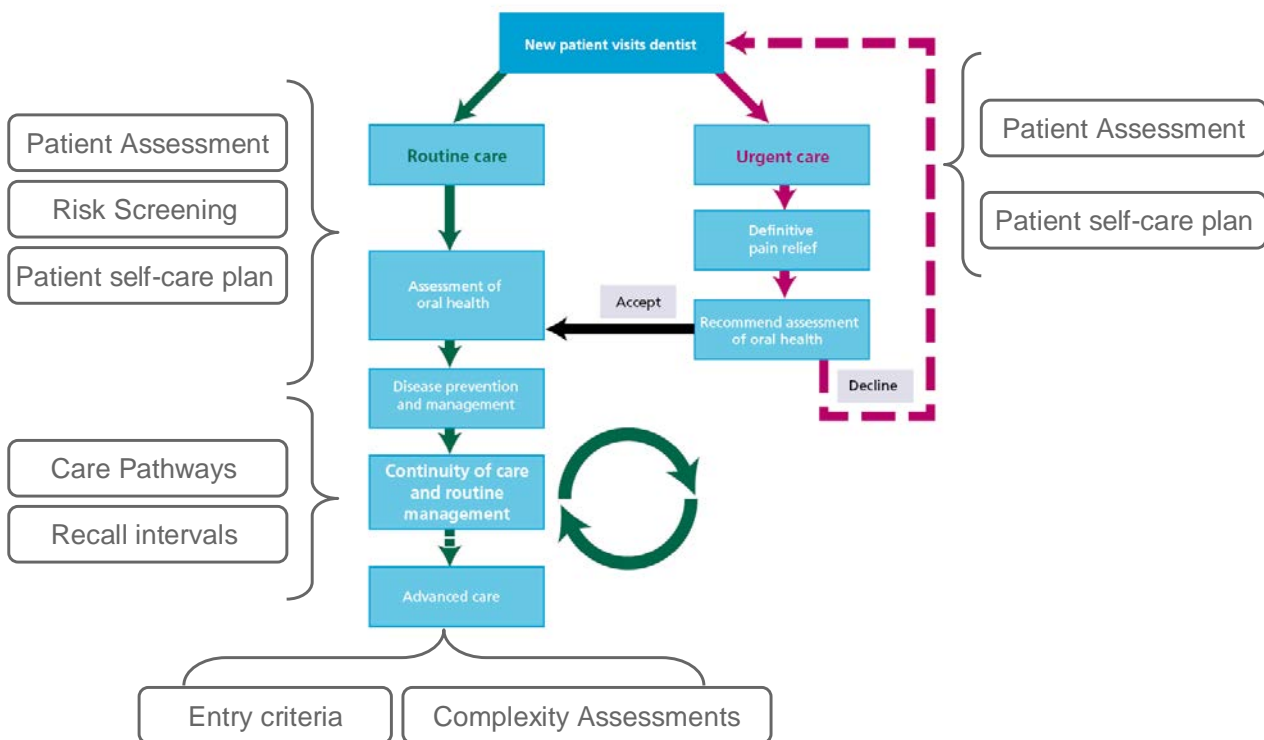 New patient visits dentist
Patient Assessment
Risk Screening
Patient self-care plan
Routine care
Urgent care
Patient Assessment
Patient self-care plan
Definitive
pain relief
Assessment of
oral health
Accept
Recommend assessment
of oral health
Decline
Disease prevention
and management
Care Pathways
Recall intervals
Continuity of care
and routine
management
Advanced care
Entry criteria
Complexity Assessments